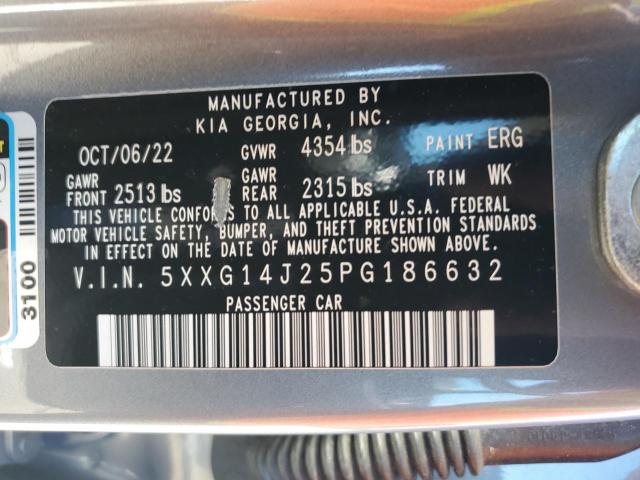 MANUFACTURED BY
KIA GEORGIA, INC.
OCT/06/22 GVWR 4354 lbs PAINT ERG
GAWR FRONT 2513 lbs GAWR REAR 2315 lbs TRIM WK
THIS VEHICLE CONFORMS TO ALL APPLICABLE U.S.A. FEDERAL
MOTOR VEHICLE SAFETY, BUMPER, AND THEFT PREVENTION STANDARDS
IN EFFECT ON THE DATE OF MANUFACTURE SHOWN ABOVE.
V.I.N. 5XXG14J25PG186632
PASSENGER CAR
3100